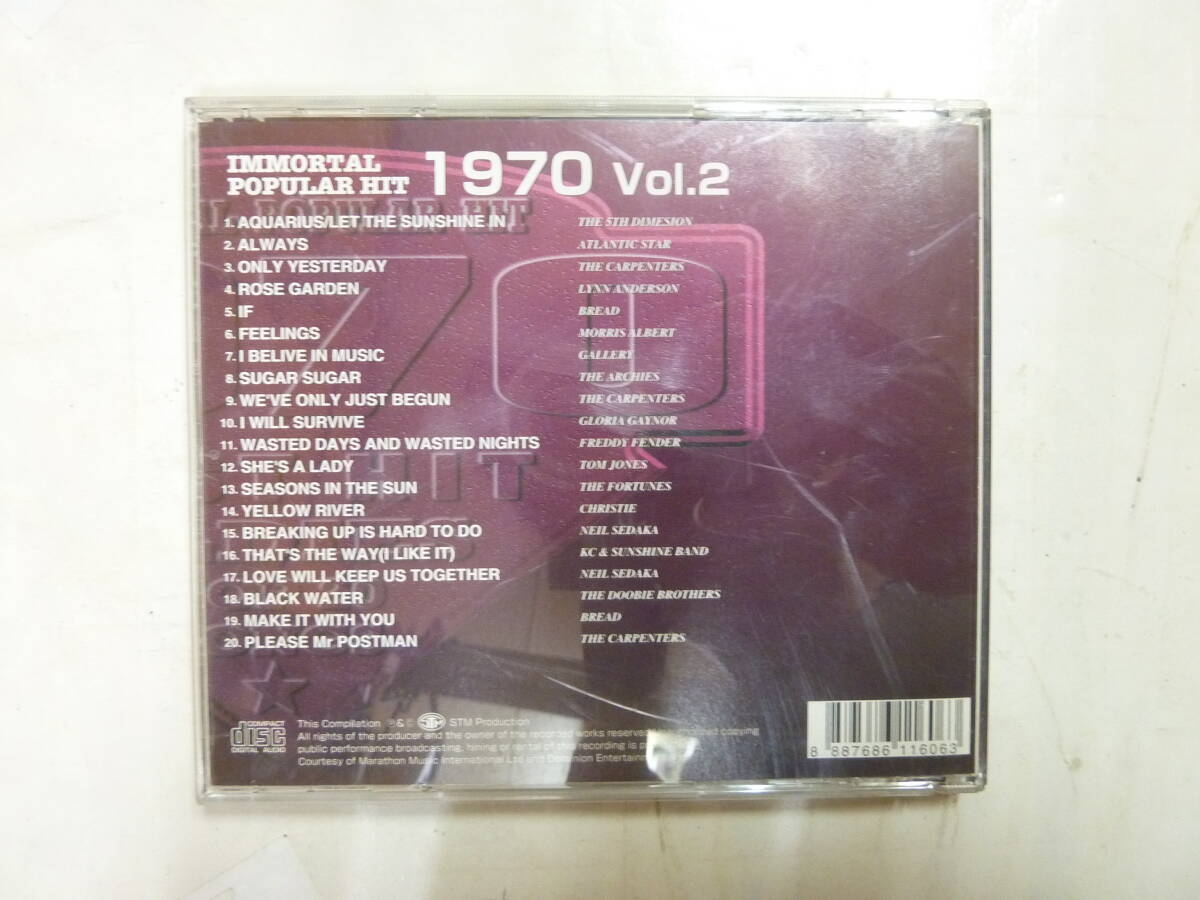 IMMORTAL
POPULAR HIT 1970 Vol.2
1. AQUARIUS/LET THE SUNSHINE IN THE 5TH DIMESION
2. ALWAYS ATLANTIC STAR
3. ONLY YESTERDAY THE CARPENTERS
4. ROSE GARDEN LYNN ANDERSON
5. IF BREAD
6. FEELINGS MORRIS ALBERT
7. I BELIVE IN MUSIC GALLERY
8. SUGAR SUGAR THE ARCHIES
9. WE'VE ONLY JUST BEGUN THE CARPENTERS
10. I WILL SURVIVE GLORIA GAYNOR
11. WASTED DAYS AND WASTED NIGHTS FREDDY FENDER
12. SHE'S A LADY TOM JONES
13. SEASONS IN THE SUN THE FORTUNES
14. YELLOW RIVER CHRISTIE
15. BREAKING UP IS HARD TO DO NEIL SEDAKA
16. THAT'S THE WAY(I LIKE IT) KC & SUNSHINE BAND
17. LOVE WILL KEEP US TOGETHER NEIL SEDAKA
18. BLACK WATER THE DOOBIE BROTHERS
19. MAKE IT WITH YOU BREAD
20. PLEASE Mr.POSTMAN THE CARPENTERS
COMPACT
disc
DIGITAL AUDIO
This Compilation ℗ & © STM STM Production
All rights of the producer and the owner of the recorded works reserved. copying
public performance broadcasting, hining or rental of this recording is
Courtesy of Marathon Music International Ltd and Dominion
8 887686 116063